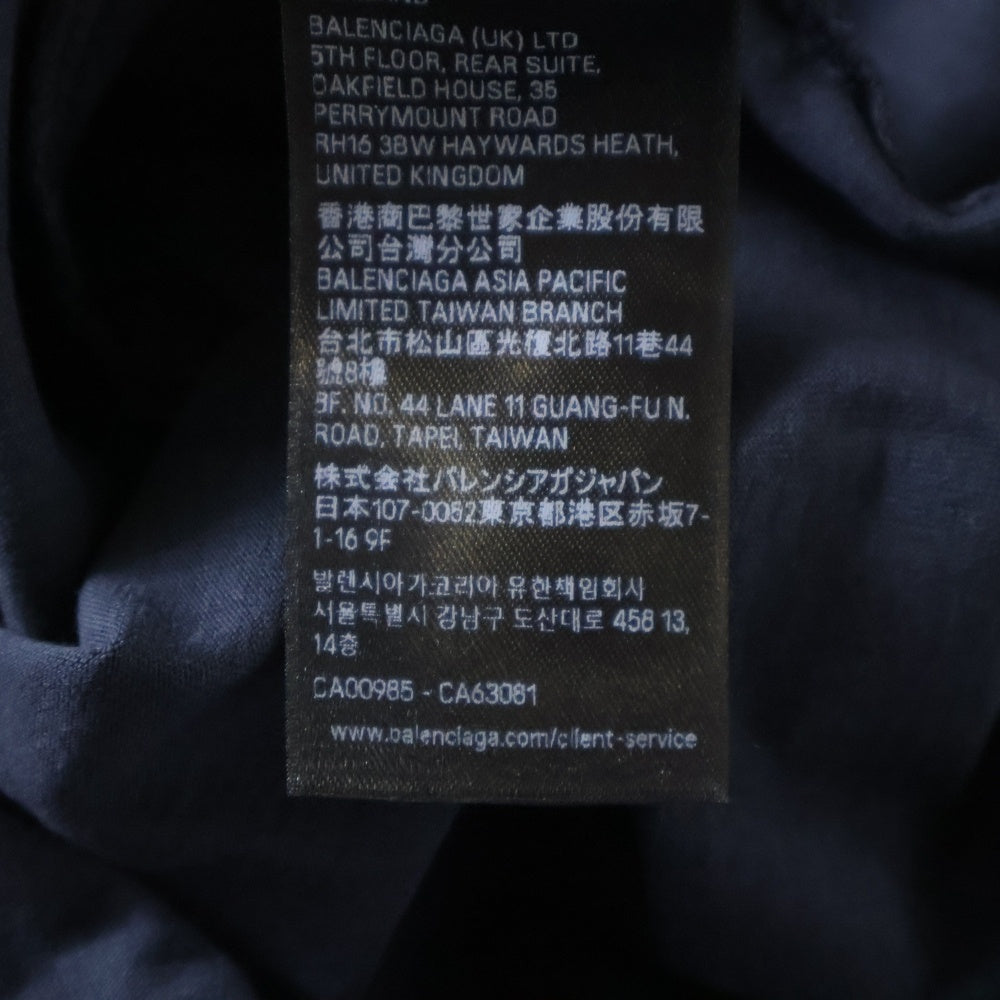 BALENCIAGA (UK) LTD
5TH FLOOR, REAR SUITE,
OAKFIELD HOUSE, 35
PERRYMOUNT ROAD
RH16 3BW HAYWARDS HEATH,
UNITED KINGDOM
香港商巴黎世家企業股份有限
公司台灣分公司
BALENCIAGA ASIA PACIFIC
LIMITED TAIWAN BRANCH
台北市松山區光復北路11巷44
號8樓
8F. NO. 44 LANE 11 GUANG-FU N.
ROAD, TAPEI, TAIWAN
株式会社バレンシアガジャパン
日本107-0052東京都港区赤坂7-
1-16 9F
발렌시아가코리아 유한책임회사
서울특별시 강남구 도산대로 458 13,
14층
CA00985 - CA63081
www.balenciaga.com/client-service